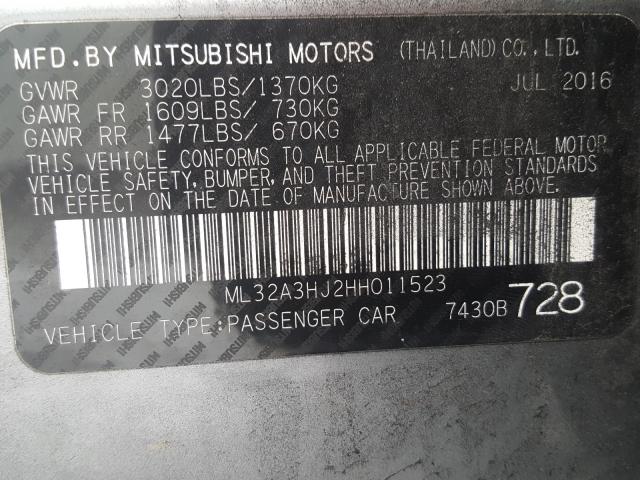 MFD.BY MITSUBISHI MOTORS (THAILAND)CO.,LTD.
GVWR 3020LBS/1370KG JUL 2016
GAWR FR 1609LBS/ 730KG
GAWR RR 1477LBS/ 670KG
THIS VEHICLE CONFORMS TO ALL APPLICABLE FEDERAL MOTOR
VEHICLE SAFETY, BUMPER, AND THEFT PREVENTION STANDARDS
IN EFFECT ON THE DATE OF MANUFACTURE SHOWN ABOVE.
ML32A3HJ2HH011523
VEHICLE TYPE:PASSENGER CAR 7430B 728